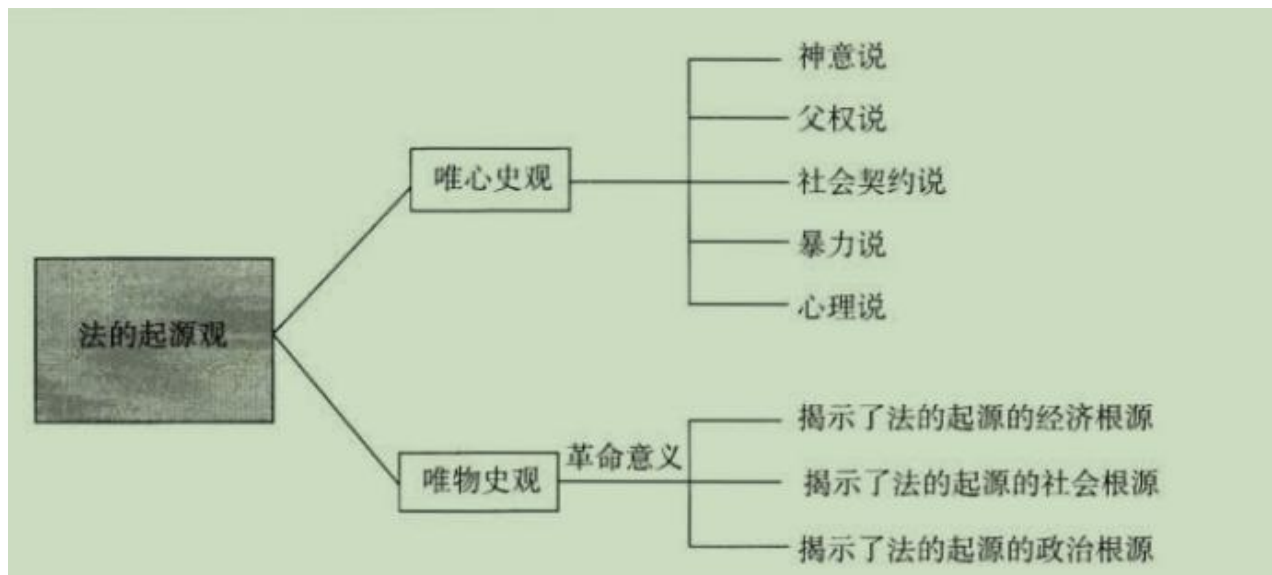 法的起源观
唯心史观
神意说
父权说
社会契约说
暴力说
心理说
唯物史观
革命意义
揭示了法的起源的经济根源
揭示了法的起源的社会根源
揭示了法的起源的政治根源